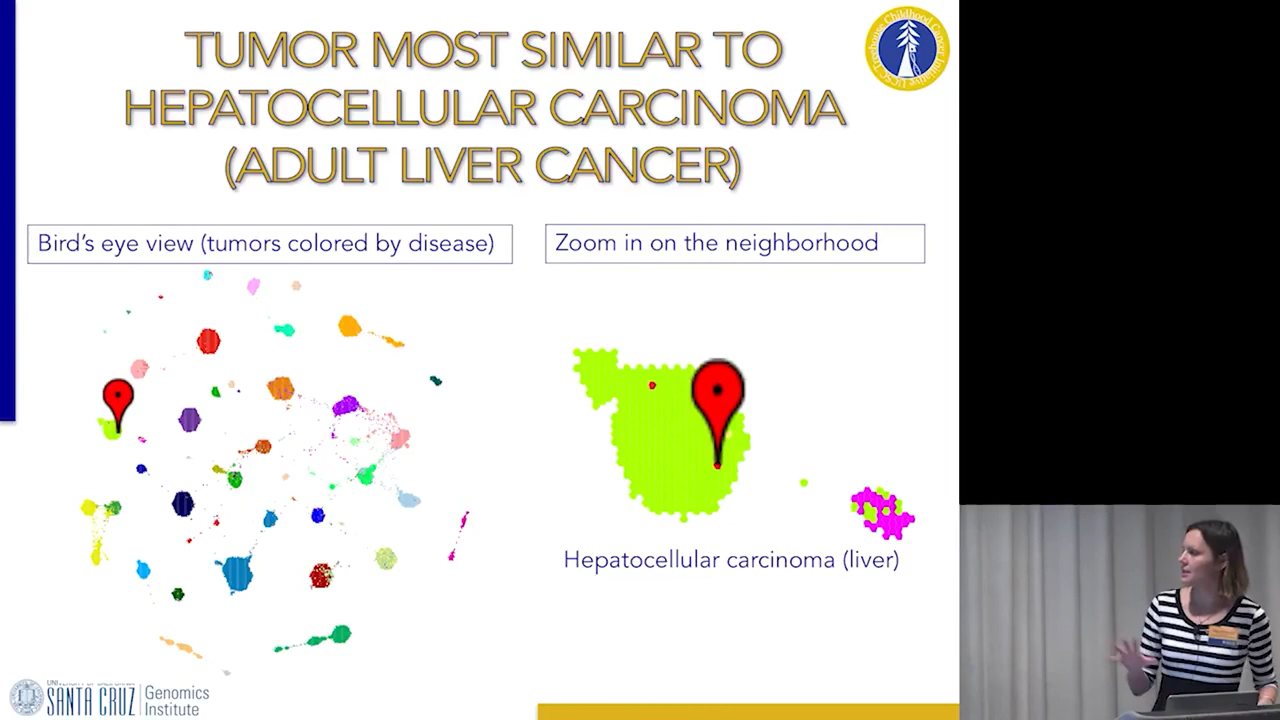 TUMOR MOST SIMILAR TO
HEPATOCELLULAR CARCINOMA
(ADULT LIVER CANCER)
Bird's eye view (tumors colored by disease)
Zoom in on the neighborhood
Hepatocellular carcinoma (liver)
SANTA CRUZ
Genomics
Institute